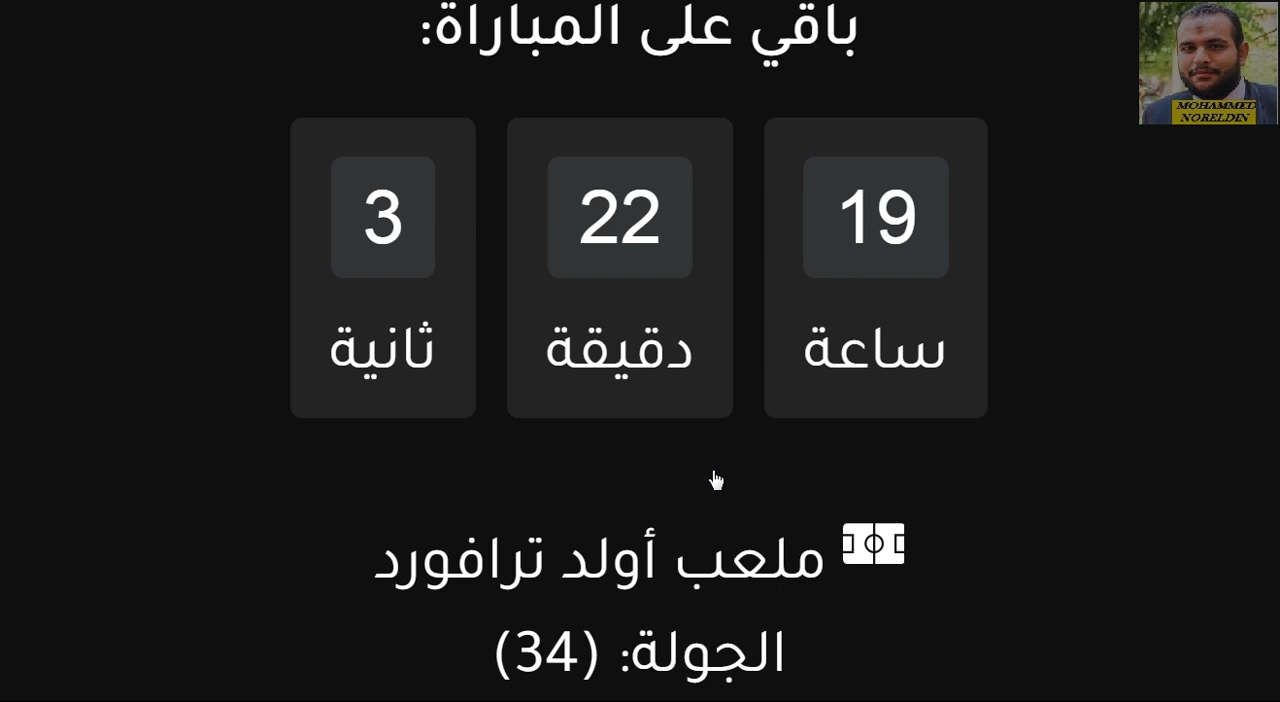 باقي على المباراة:
MOHAMMED
NORELDIN
19
22
3
ساعة
دقيقة
ثانية
ملعب أولد ترافورد
الجولة: (34)